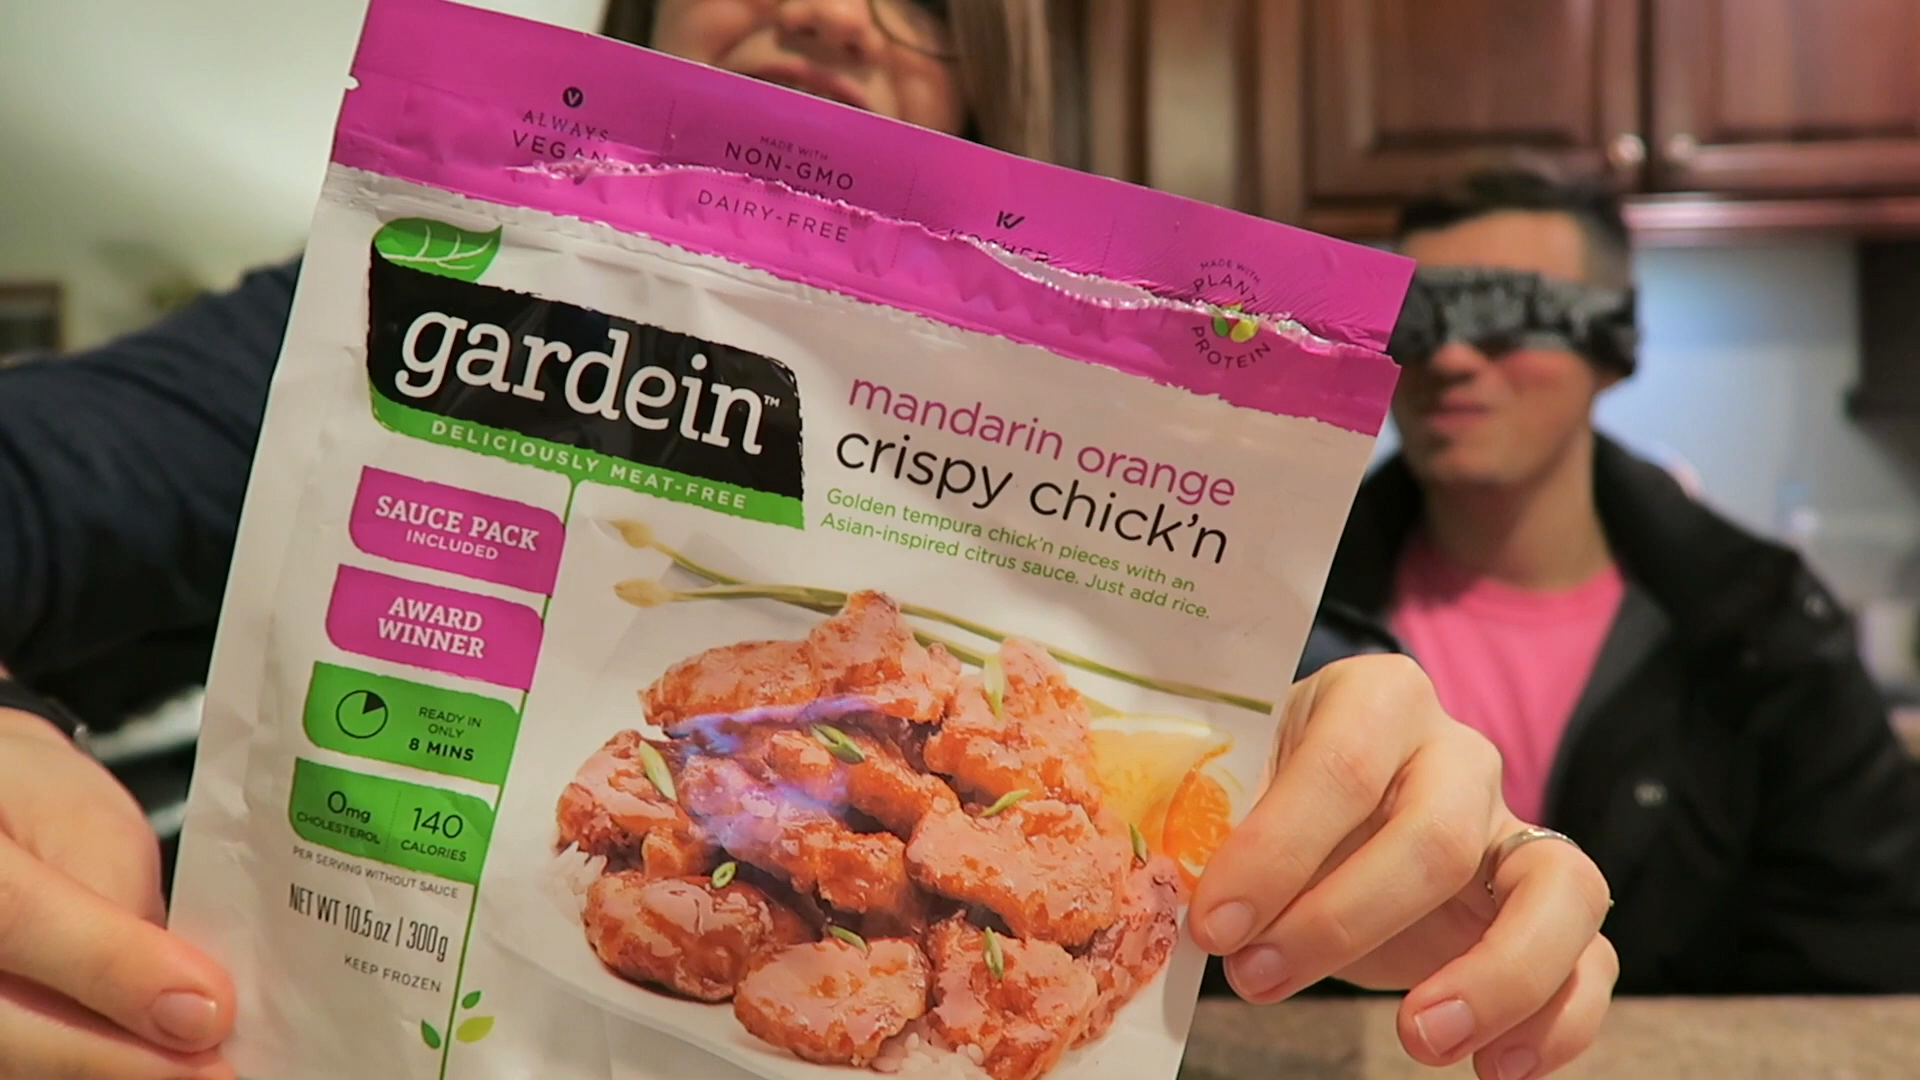 ALWAYS
VEGAN
MADE WITH
NON-GMO
DAIRY-FREE
KOSHER
MADE WITH
PLANT
PROTEIN
gardein™
DELICIOUSLY MEAT-FREE
mandarin orange
crispy chick'n
Golden tempura chick'n pieces with an
Asian-inspired citrus sauce. Just add rice.
SAUCE PACK
INCLUDED
AWARD
WINNER
READY IN
ONLY
8 MINS
0mg
CHOLESTEROL
140
CALORIES
PER SERVING WITHOUT SAUCE
NET WT 10.5 oz | 300g
KEEP FROZEN